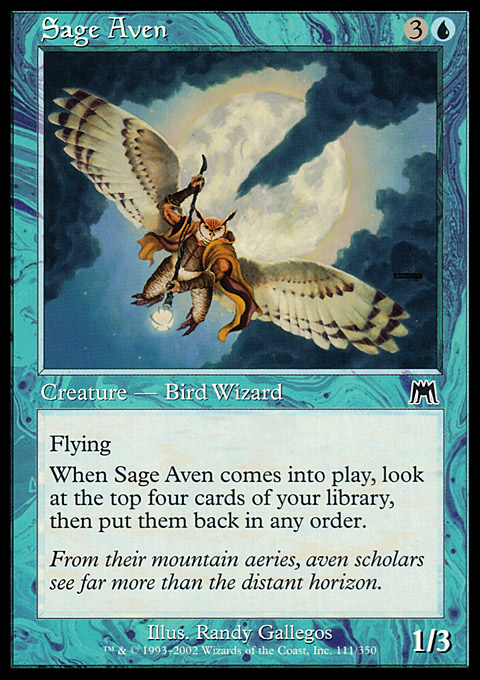 Sage Aven
3
Creature — Bird Wizard
Flying
When Sage Aven comes into play, look
at the top four cards of your library,
then put them back in any order.
From their mountain aeries, aven scholars
see far more than the distant horizon.
Illus. Randy Gallegos
™ & © 1993-2002 Wizards of the Coast, Inc. 111/350
1/3